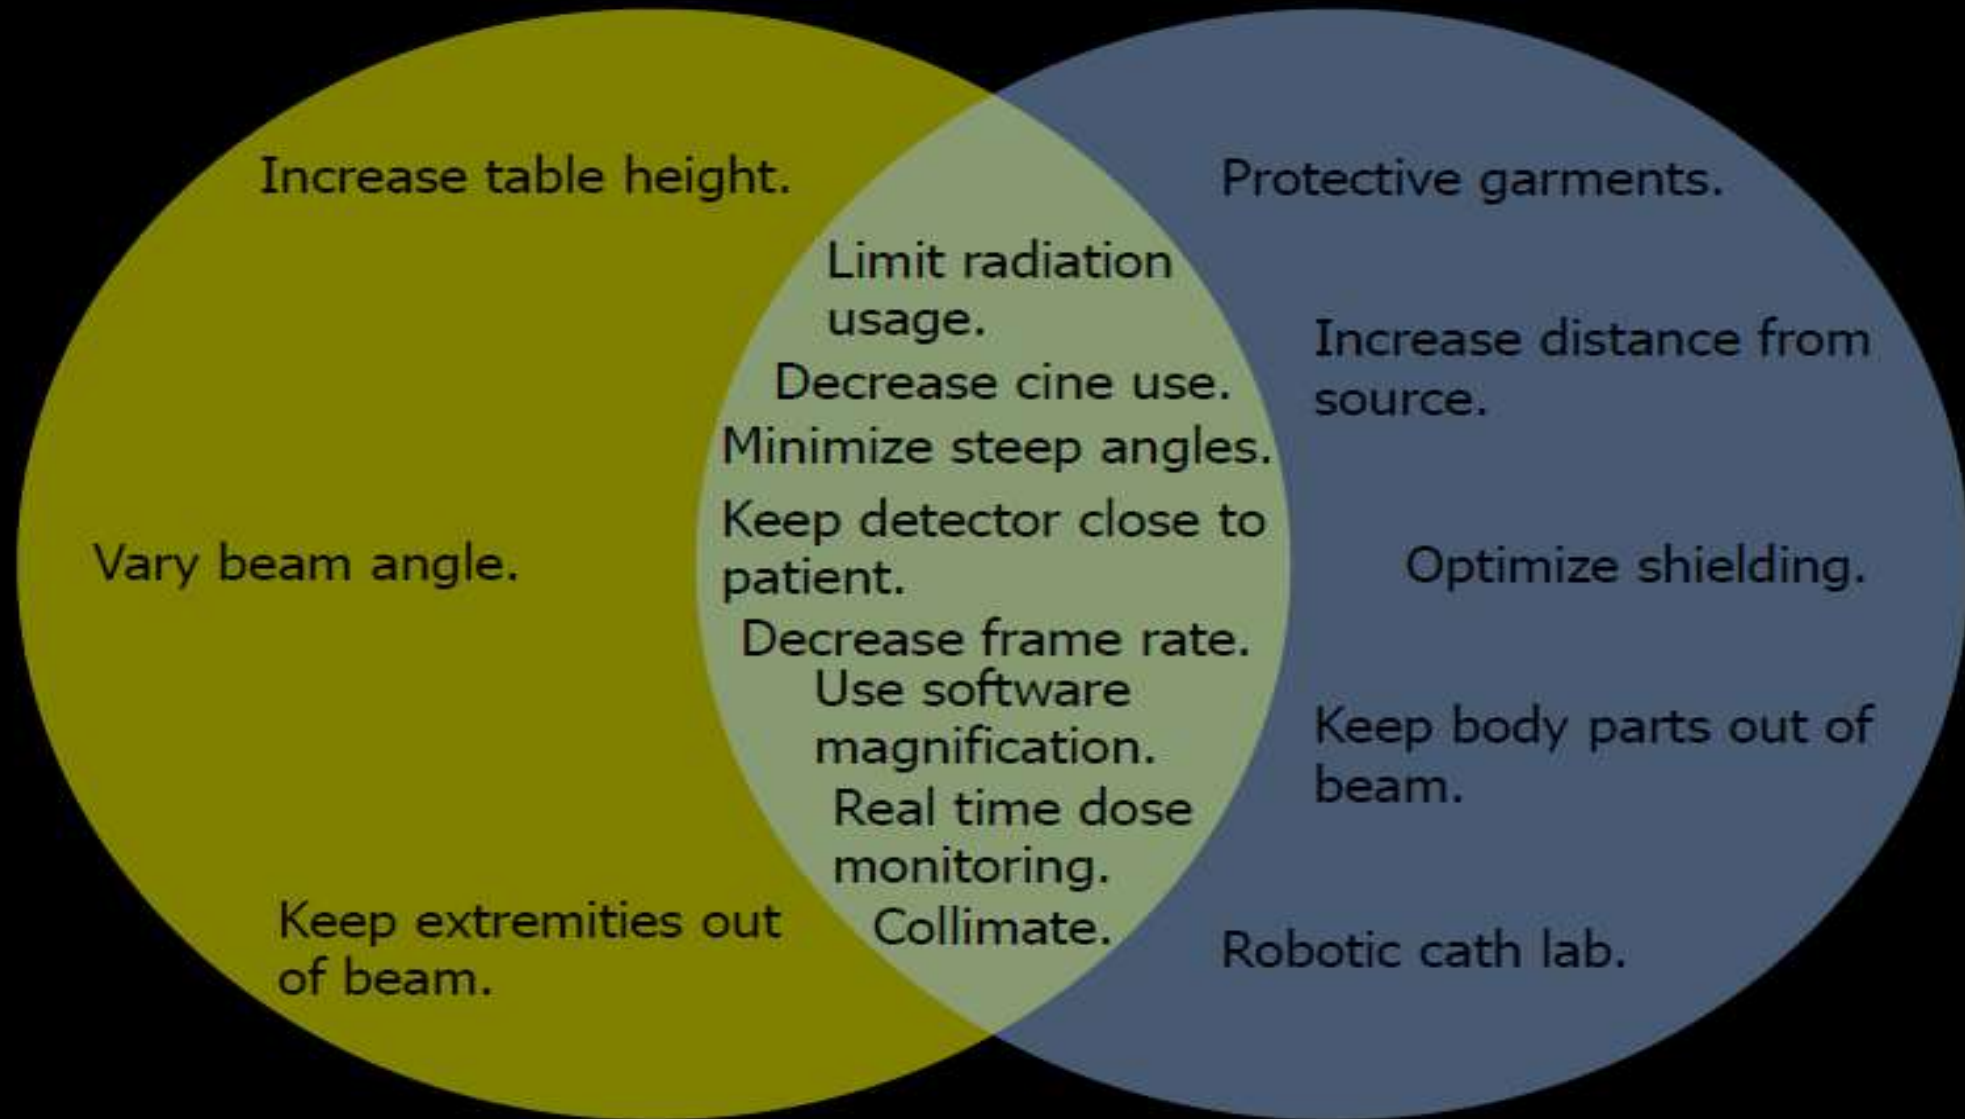 Increase table height.
Vary beam angle.
Keep extremities out
of beam.
Limit radiation
usage.
Decrease cine use.
Minimize steep angles.
Keep detector close to
patient.
Decrease frame rate.
Use software
magnification.
Real time dose
monitoring.
Collimate.
Protective garments.
Increase distance from
source.
Optimize shielding.
Keep body parts out of
beam.
Robotic cath lab.